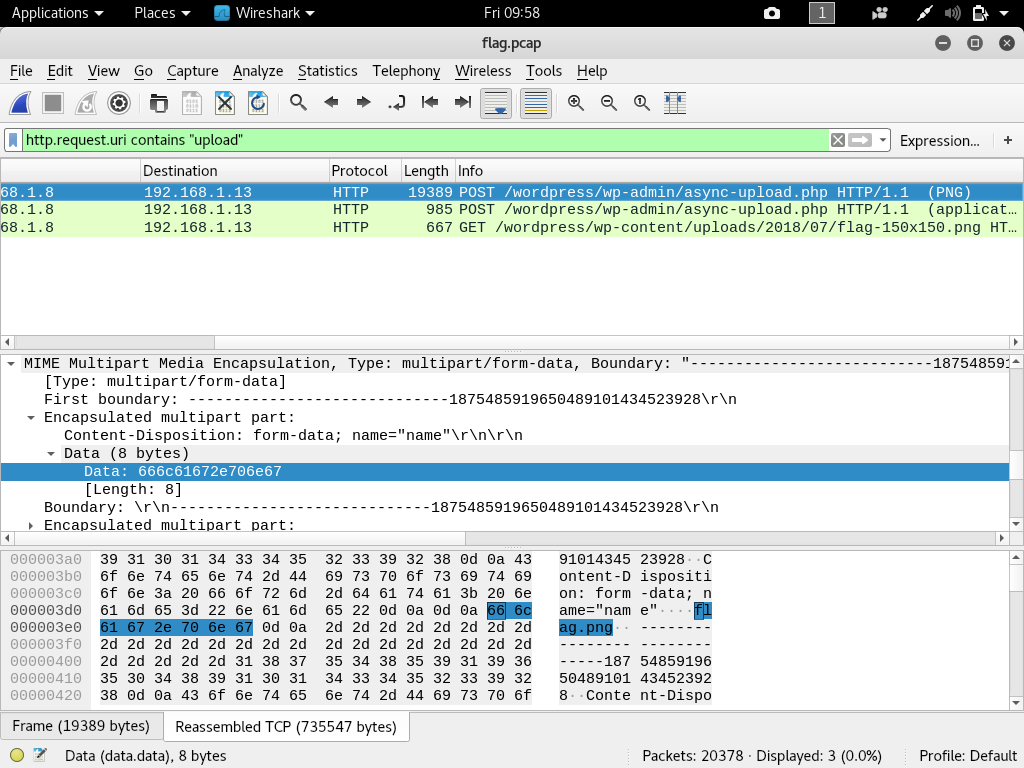 Applications Places Wireshark Fri 09:58 1
flag.pcap
File Edit View Go Capture Analyze Statistics Telephony Wireless Tools Help
http.request.uri contains "upload" Expression… +
Destination Protocol Length Info
68.1.8 192.168.1.13 HTTP 19389 POST /wordpress/wp-admin/async-upload.php HTTP/1.1 (PNG)
68.1.8 192.168.1.13 HTTP 985 POST /wordpress/wp-admin/async-upload.php HTTP/1.1 (applicat…
68.1.8 192.168.1.13 HTTP 667 GET /wordpress/wp-content/uploads/2018/07/flag-150x150.png HT…
MIME Multipart Media Encapsulation, Type: multipart/form-data, Boundary: "---------------------------187548591
[Type: multipart/form-data]
First boundary: -----------------------------1875485919650489101434523928\r\n
Encapsulated multipart part:
Content-Disposition: form-data; name="name"\r\n\r\n
Data (8 bytes)
Data: 666c61672e706e67
[Length: 8]
Boundary: \r\n-----------------------------1875485919650489101434523928\r\n
Encapsulated multipart part:
000003a0 39 31 30 31 34 33 34 35 32 33 39 32 38 0d 0a 43 91014345 23928··C
000003b0 6f 6e 74 65 6e 74 2d 44 69 73 70 6f 73 69 74 69 ontent-D ispositi
000003c0 6f 6e 3a 20 66 6f 72 6d 2d 64 61 74 61 3b 20 6e on: form -data; n
000003d0 61 6d 65 3d 22 6e 61 6d 65 22 0d 0a 0d 0a 66 6c ame="nam e"····fl
000003e0 61 67 2e 70 6e 67 0d 0a 2d 2d 2d 2d 2d 2d 2d 2d ag.png·· --------
000003f0 2d 2d 2d 2d 2d 2d 2d 2d 2d 2d 2d 2d 2d 2d 2d 2d -------- --------
00000400 2d 2d 2d 2d 2d 31 38 37 35 34 38 35 39 31 39 36 -----187 54859196
00000410 35 30 34 38 39 31 30 31 34 33 34 35 32 33 39 32 50489101 43452392
00000420 38 0d 0a 43 6f 6e 74 65 6e 74 2d 44 69 73 70 6f 8··Conte nt-Dispo
Frame (19389 bytes) Reassembled TCP (735547 bytes)
Data (data.data), 8 bytes Packets: 20378 · Displayed: 3 (0.0%) Profile: Default